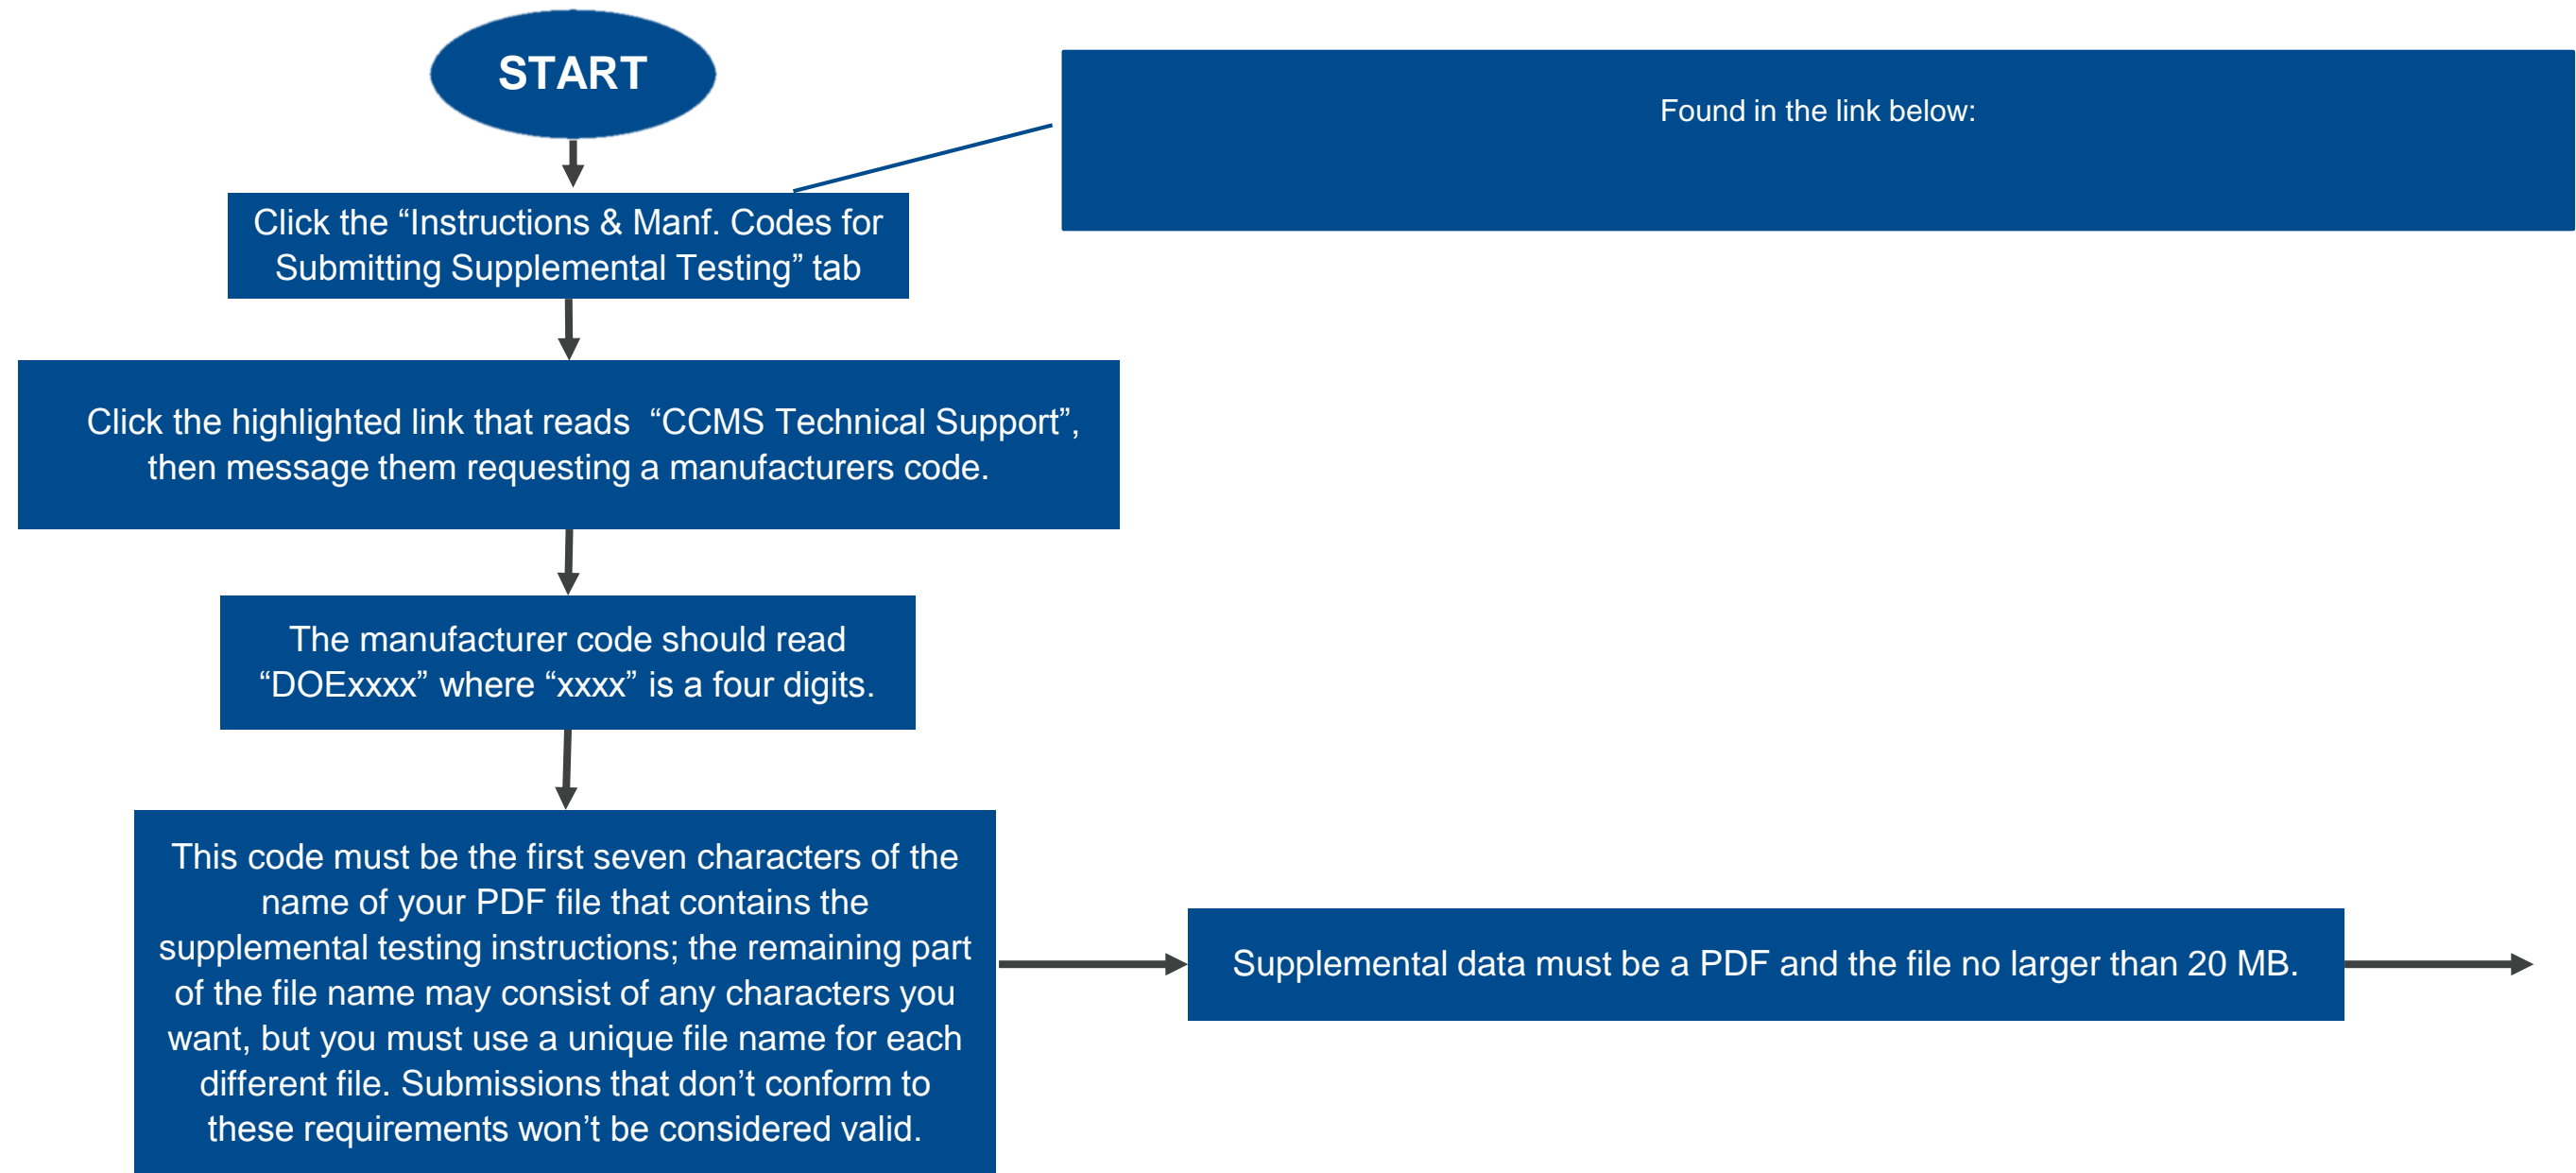 START
Found in the link below:
Click the “Instructions & Manf. Codes for
Submitting Supplemental Testing” tab
Click the highlighted link that reads  “CCMS Technical Support”,
then message them requesting a manufacturers code.
The manufacturer code should read
“DOExxxx” where “xxxx” is a four digits.
This code must be the first seven characters of the
name of your PDF file that contains the
supplemental testing instructions; the remaining part
of the file name may consist of any characters you
want, but you must use a unique file name for each
different file. Submissions that don’t conform to
these requirements won’t be considered valid.
Supplemental data must be a PDF and the file no larger than 20 MB.